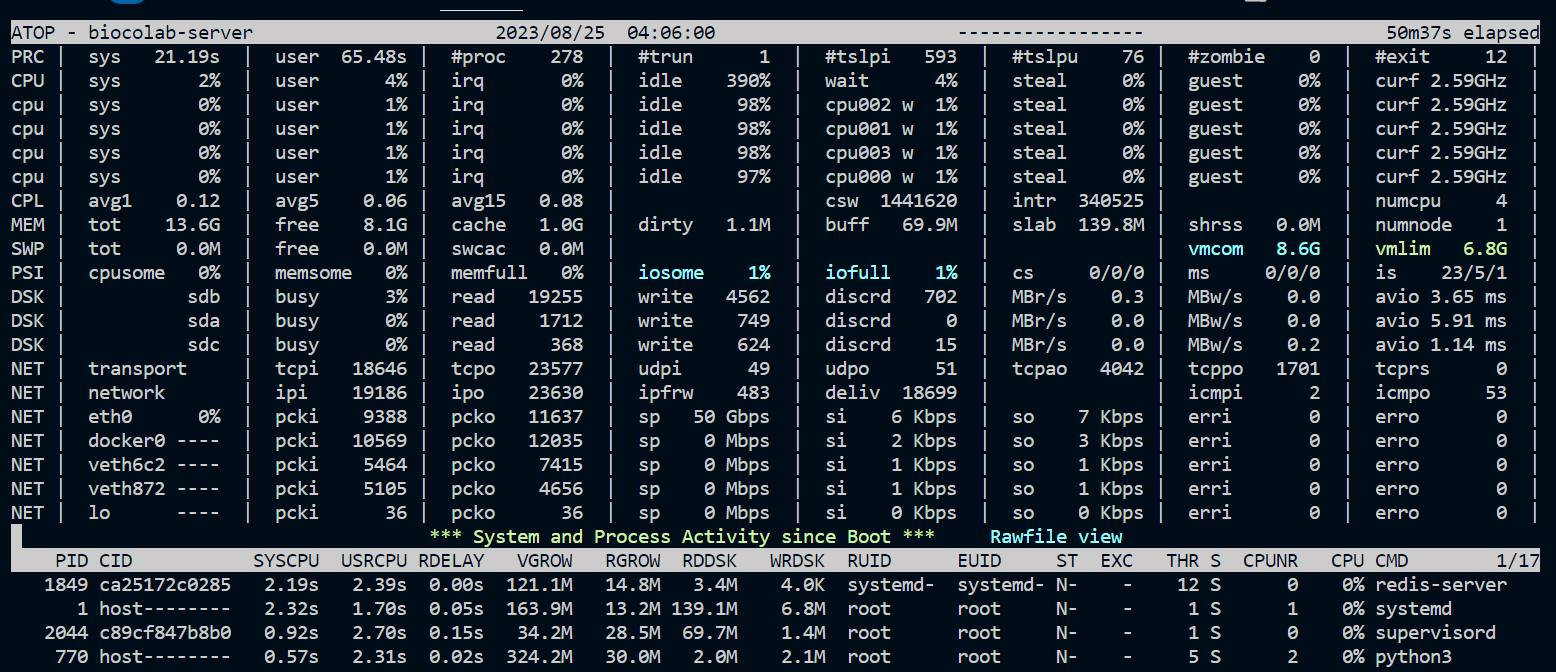 ATOP - biocolab-server 2023/08/25 04:06:00 ----------------- 50m37s elapsed
PRC | sys 21.19s | user 65.48s | #proc 278 | #trun 1 | #tslpi 593 | #tslpu 76 | #zombie 0 | #exit 12 |
CPU | sys 2% | user 4% | irq 0% | idle 390% | wait 4% | steal 0% | guest 0% | curf 2.59GHz |
cpu | sys 0% | user 1% | irq 0% | idle 98% | cpu002 w 1% | steal 0% | guest 0% | curf 2.59GHz |
cpu | sys 0% | user 1% | irq 0% | idle 98% | cpu001 w 1% | steal 0% | guest 0% | curf 2.59GHz |
cpu | sys 0% | user 1% | irq 0% | idle 98% | cpu003 w 1% | steal 0% | guest 0% | curf 2.59GHz |
cpu | sys 0% | user 1% | irq 0% | idle 97% | cpu000 w 1% | steal 0% | guest 0% | curf 2.59GHz |
CPL | avg1 0.12 | avg5 0.06 | avg15 0.08 | | csw 1441620 | intr 340525 | | numcpu 4 |
MEM | tot 13.6G | free 8.1G | cache 1.0G | dirty 1.1M | buff 69.9M | slab 139.8M | shrss 0.0M | numnode 1 |
SWP | tot 0.0M | free 0.0M | swcac 0.0M | | | | vmcom 8.6G | vmlim 6.8G |
PSI | cpusome 0% | memsome 0% | memfull 0% | iosome 1% | iofull 1% | cs 0/0/0 | ms 0/0/0 | is 23/5/1 |
DSK | sdb | busy 3% | read 19255 | write 4562 | discrd 702 | MBr/s 0.3 | MBw/s 0.0 | avio 3.65 ms |
DSK | sda | busy 0% | read 1712 | write 749 | discrd 0 | MBr/s 0.0 | MBw/s 0.0 | avio 5.91 ms |
DSK | sdc | busy 0% | read 368 | write 624 | discrd 15 | MBr/s 0.0 | MBw/s 0.2 | avio 1.14 ms |
NET | transport | tcpi 18646 | tcpo 23577 | udpi 49 | udpo 51 | tcpao 4042 | tcppo 1701 | tcprs 0 |
NET | network | ipi 19186 | ipo 23630 | ipfrw 483 | deliv 18699 | | icmpi 2 | icmpo 53 |
NET | eth0 0% | pcki 9388 | pcko 11637 | sp 50 Gbps | si 6 Kbps | so 7 Kbps | erri 0 | erro 0 |
NET | docker0 ---- | pcki 10569 | pcko 12035 | sp 0 Mbps | si 2 Kbps | so 3 Kbps | erri 0 | erro 0 |
NET | veth6c2 ---- | pcki 5464 | pcko 7415 | sp 0 Mbps | si 1 Kbps | so 1 Kbps | erri 0 | erro 0 |
NET | veth872 ---- | pcki 5105 | pcko 4656 | sp 0 Mbps | si 1 Kbps | so 1 Kbps | erri 0 | erro 0 |
NET | lo ---- | pcki 36 | pcko 36 | sp 0 Mbps | si 0 Kbps | so 0 Kbps | erri 0 | erro 0 |
*** System and Process Activity since Boot *** Rawfile view
PID CID SYSCPU USRCPU RDELAY VGROW RGROW RDDSK WRDSK RUID EUID ST EXC THR S CPUNR CPU CMD 1/17
1849 ca25172c0285 2.19s 2.39s 0.00s 121.1M 14.8M 3.4M 4.0K systemd- systemd- N- - 12 S 0 0% redis-server
1 host-------- 2.32s 1.70s 0.05s 163.9M 13.2M 139.1M 6.8M root root N- - 1 S 1 0% systemd
2044 c89cf847b8b0 0.92s 2.70s 0.15s 34.2M 28.5M 69.7M 1.4M root root N- - 1 S 0 0% supervisord
770 host-------- 0.57s 2.31s 0.02s 324.2M 30.0M 2.0M 2.1M root root N- - 5 S 2 0% python3